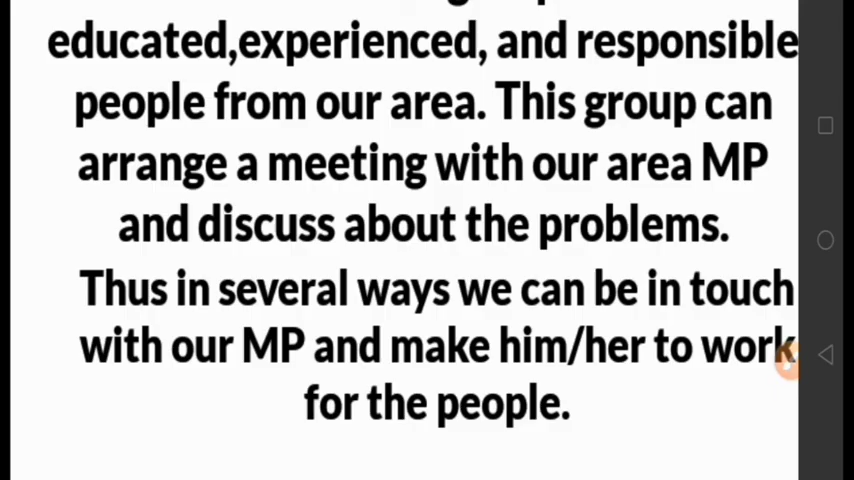 educated,experienced, and responsible
people from our area. This group can
arrange a meeting with our area MP
and discuss about the problems.
Thus in several ways we can be in touch
with our MP and make him/her to work
for the people.